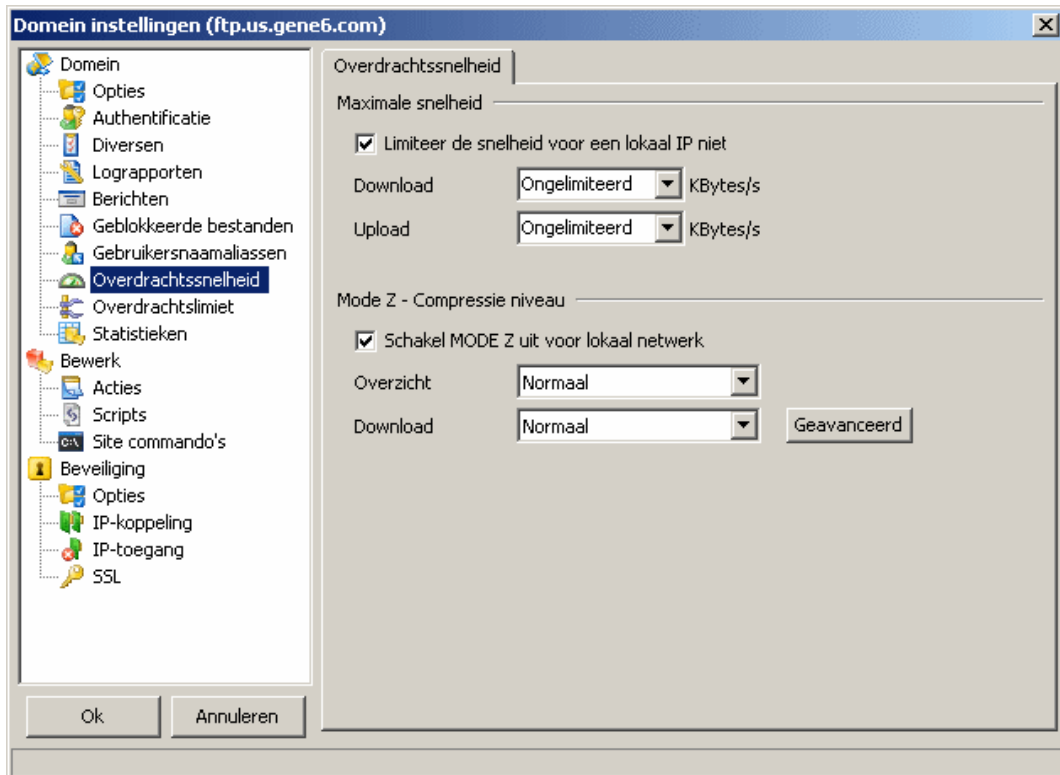 Domein instellingen (ftp.us.gene6.com)
Domein
Opties
Authentificatie
Diversen
Lograpporten
Berichten
Geblokkeerde bestanden
Gebruikersnaamaliassen
Overdrachtssnelheid
Overdrachtslimiet
Statistieken
Bewerk
Acties
Scripts
Site commando's
Beveiliging
Opties
IP-koppeling
IP-toegang
SSL
Ok
Annuleren
Overdrachtssnelheid
Maximale snelheid
Limiteer de snelheid voor een lokaal IP niet
Download Ongelimiteerd KBytes/s
Upload Ongelimiteerd KBytes/s
Mode Z - Compressie niveau
Schakel MODE Z uit voor lokaal netwerk
Overzicht Normaal
Download Normaal Geavanceerd